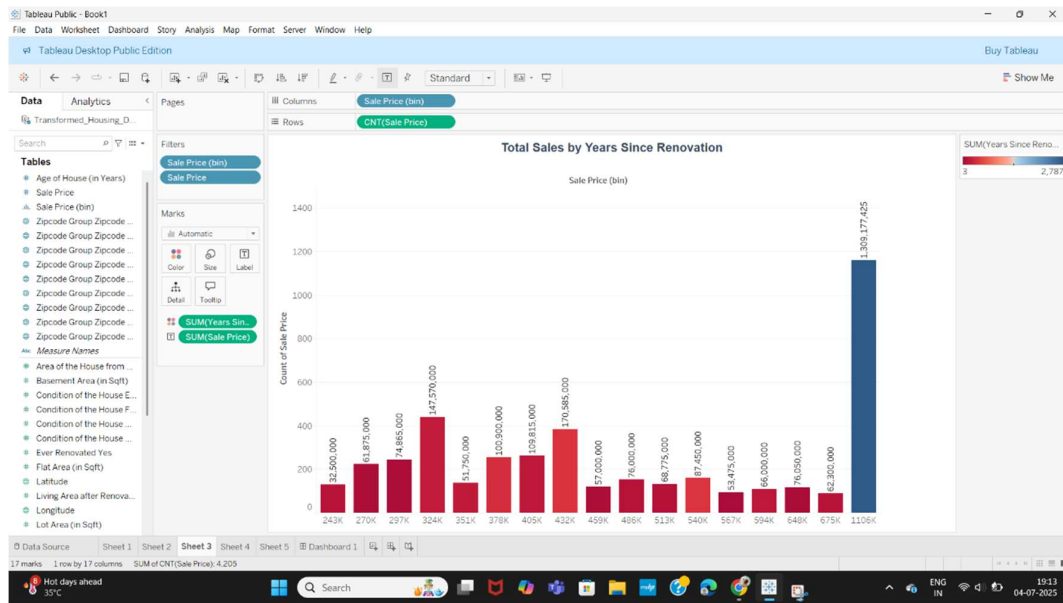 Tableau Public - Book1
File Data Worksheet Dashboard Story Analysis Map Format Server Window Help
Tableau Desktop Public Edition
Buy Tableau
Standard
Show Me
Data Analytics
Transformed_Housing_D...
Search
Tables
Age of House (in Years)
Sale Price
Sale Price (bin)
Zipcode Group Zipcode ...
Zipcode Group Zipcode ...
Zipcode Group Zipcode ...
Zipcode Group Zipcode ...
Zipcode Group Zipcode ...
Zipcode Group Zipcode ...
Zipcode Group Zipcode ...
Zipcode Group Zipcode ...
Zipcode Group Zipcode ...
Abc Measure Names
Area of the House from ...
Basement Area (in Sqft)
Condition of the House E...
Condition of the House F...
Condition of the House ...
Condition of the House ...
Ever Renovated Yes
Flat Area (in Sqft)
Latitude
Living Area after Renova...
Longitude
Lot Area (in Sqft)
Pages
Filters
Sale Price (bin)
Sale Price
Marks
Automatic
Color Size Label
Detail Tooltip
SUM(Years Sin..
SUM(Sale Price)
Columns
Sale Price (bin)
Rows
CNT(Sale Price)
Total Sales by Years Since Renovation
Sale Price (bin)
Count of Sale Price
1400
1200
1000
800
600
400
200
0
32,500,000
61,875,000
74,865,000
147,570,000
51,750,000
100,900,000
109,815,000
170,585,000
57,000,000
76,000,000
68,775,000
87,450,000
53,475,000
66,000,000
76,050,000
62,300,000
1,309,177,425
243K 270K 297K 324K 351K 378K 405K 432K 459K 486K 513K 540K 567K 594K 648K 675K 1106K
SUM(Years Since Reno...
3 2,787
Data Source Sheet 1 Sheet 2 Sheet 3 Sheet 4 Sheet 5 Dashboard 1
17 marks 1 row by 17 columns SUM of CNT(Sale Price): 4,205
8
Hot days ahead
35°C
Search
ENG
IN
19:13
04-07-2025